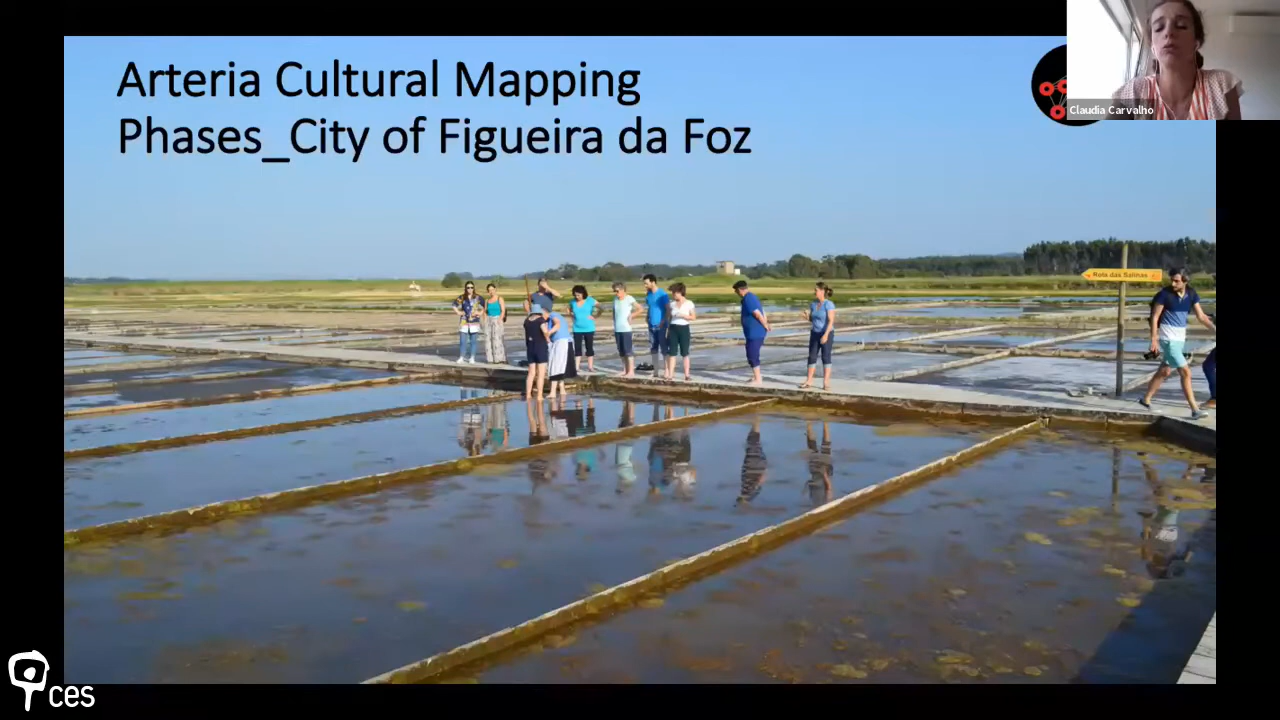 Arteria Cultural Mapping
Phases_City of Figueira da Foz
Claudia Carvalho
Rota das Salinas
ces